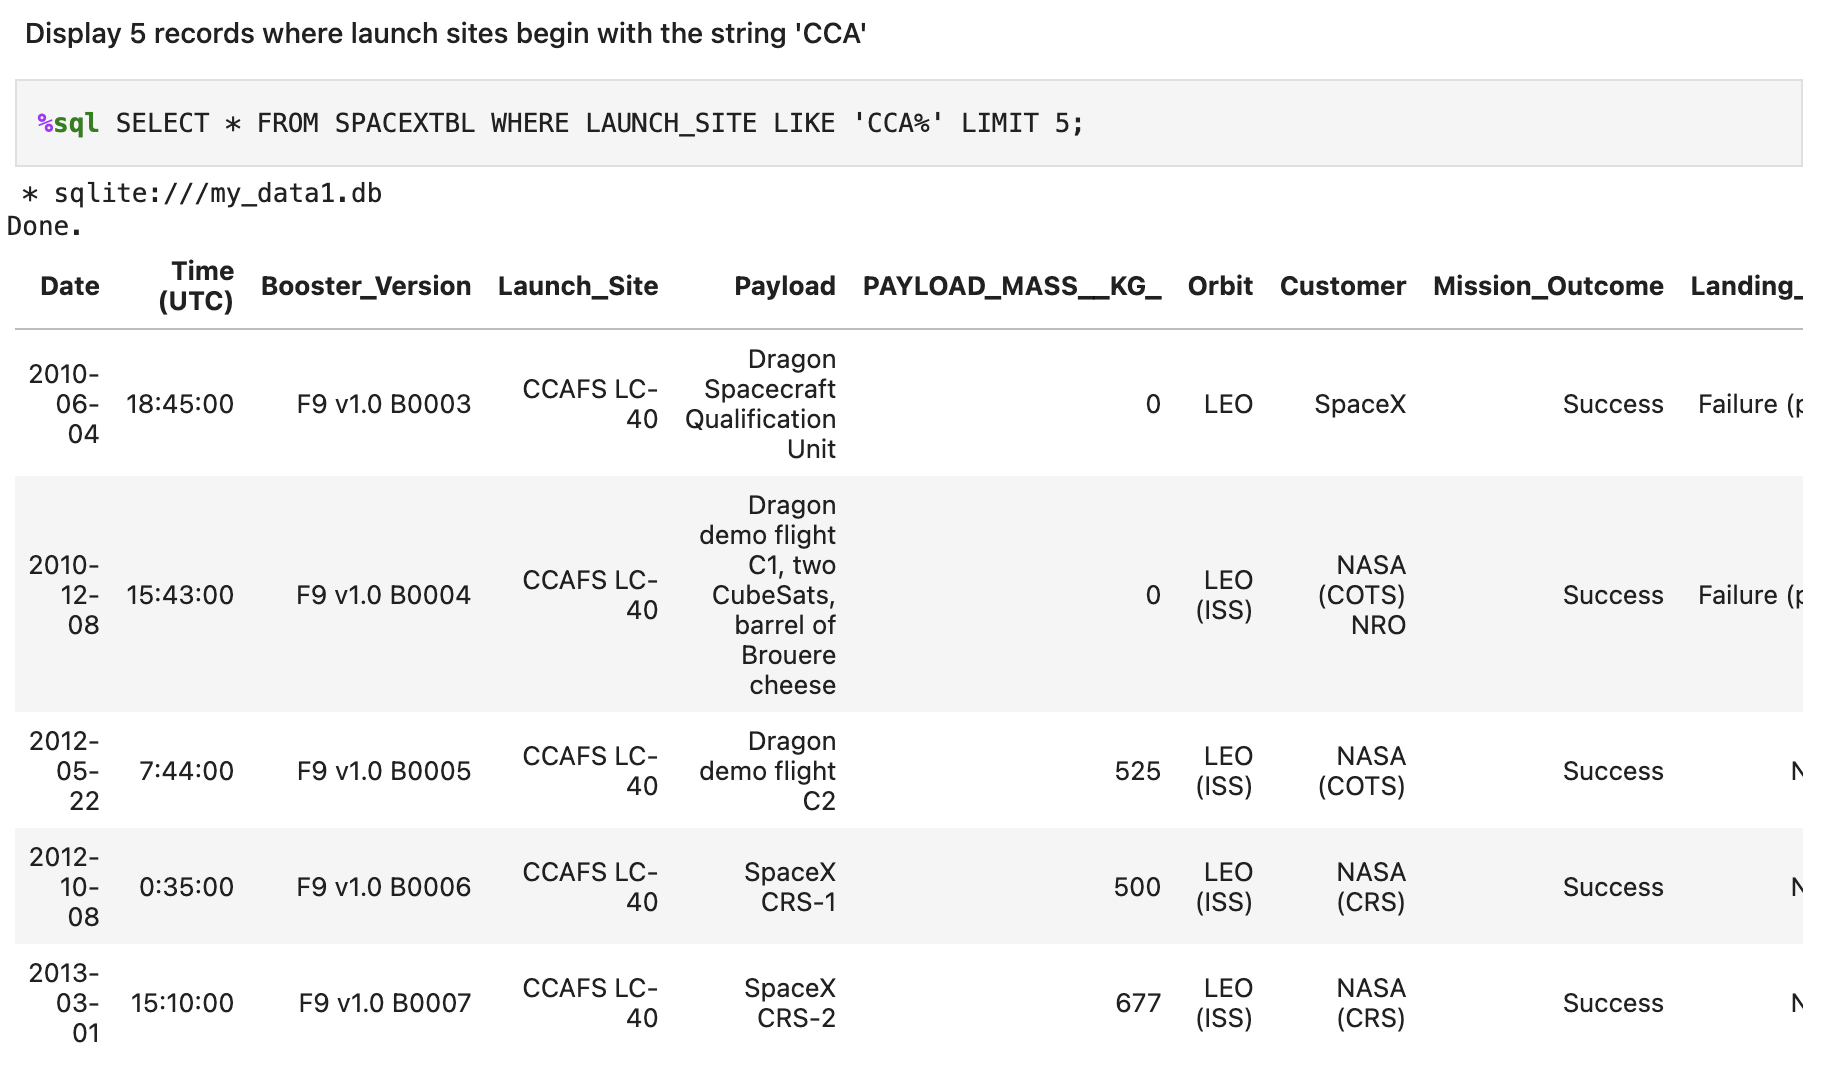 Display 5 records where launch sites begin with the string 'CCA'
%sql SELECT * FROM SPACEXTBL WHERE LAUNCH_SITE LIKE 'CCA%' LIMIT 5;
* sqlite:///my_data1.db
Done.
Date Time (UTC) Booster_Version Launch_Site Payload PAYLOAD_MASS__KG_ Orbit Customer Mission_Outcome Landing_
2010-06-04 18:45:00 F9 v1.0 B0003 CCAFS LC-40 Dragon Spacecraft Qualification Unit 0 LEO SpaceX Success Failure
2010-12-08 15:43:00 F9 v1.0 B0004 CCAFS LC-40 Dragon demo flight C1, two CubeSats, barrel of Brouere cheese 0 LEO (ISS) NASA (COTS) NRO Success Failure
2012-05-22 7:44:00 F9 v1.0 B0005 CCAFS LC-40 Dragon demo flight C2 525 LEO (ISS) NASA (COTS) Success
2012-10-08 0:35:00 F9 v1.0 B0006 CCAFS LC-40 SpaceX CRS-1 500 LEO (ISS) NASA (CRS) Success
2013-03-01 15:10:00 F9 v1.0 B0007 CCAFS LC-40 SpaceX CRS-2 677 LEO (ISS) NASA (CRS) Success